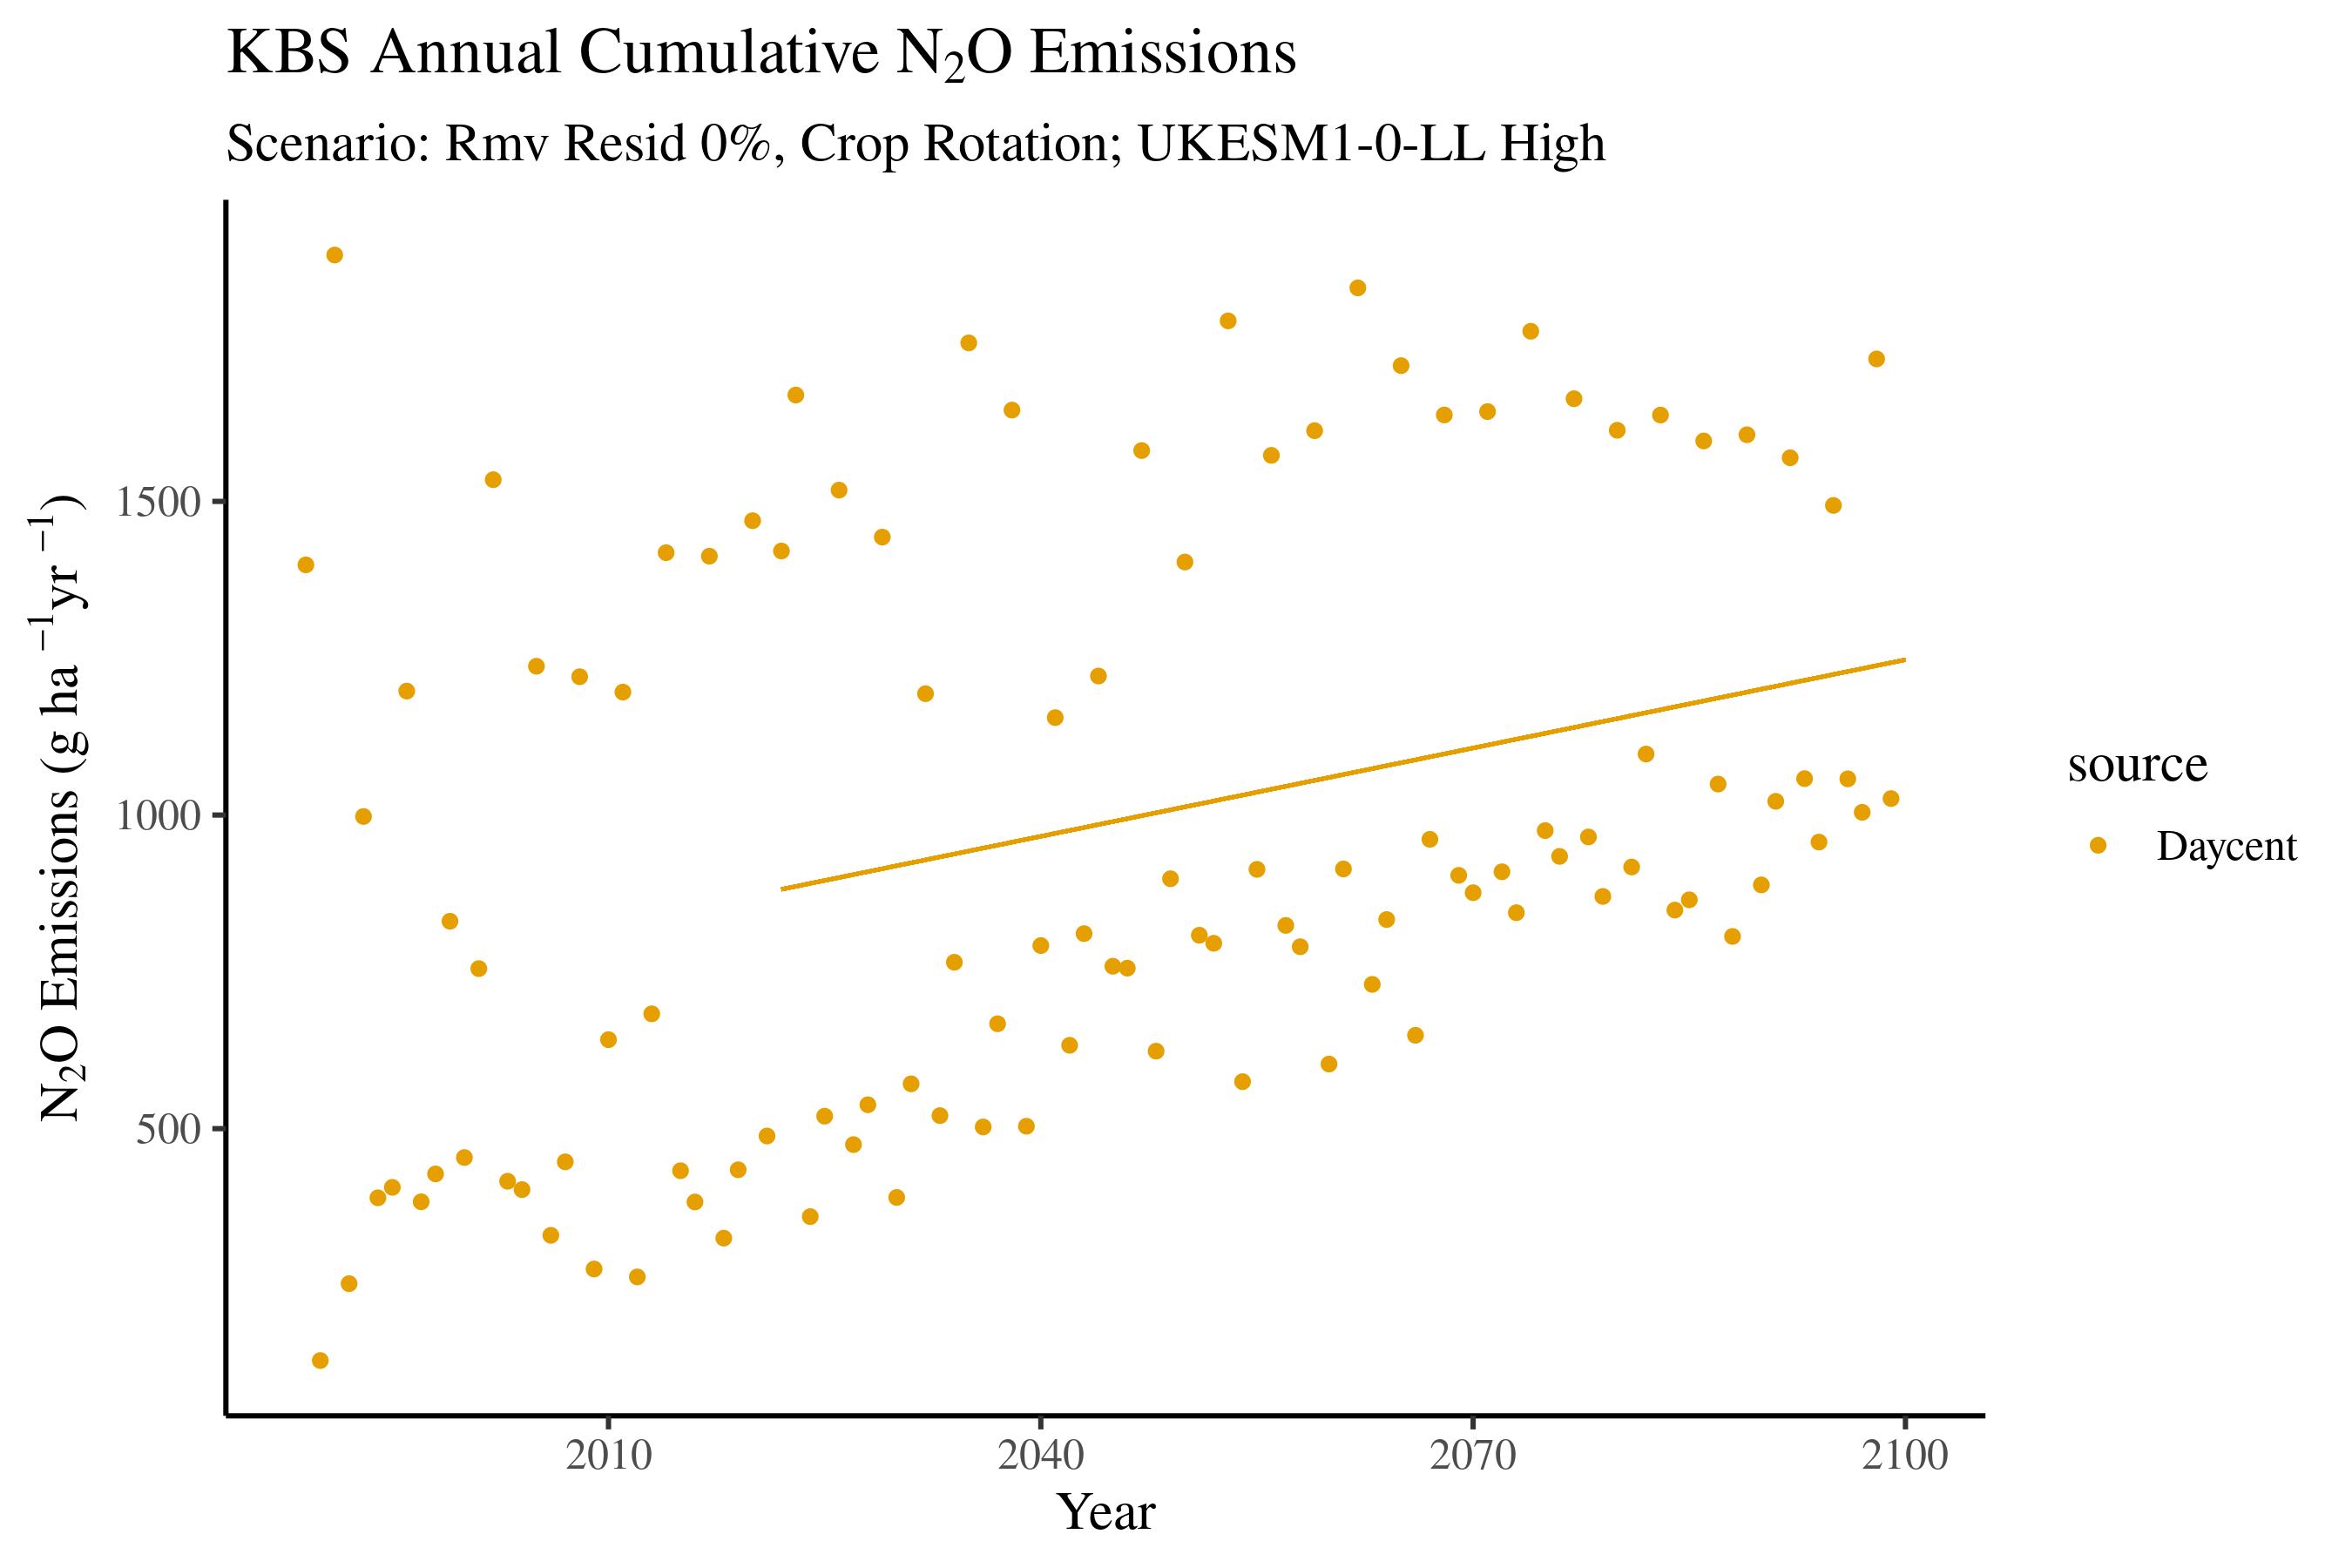 KBS Annual Cumulative N₂O Emissions
Scenario: Rmv Resid 0%, Crop Rotation; UKESM1-0-LL High
N₂O Emissions (g ha⁻¹yr⁻¹)
1500
1000
500
2010 2040 2070 2100
Year
source
Daycent